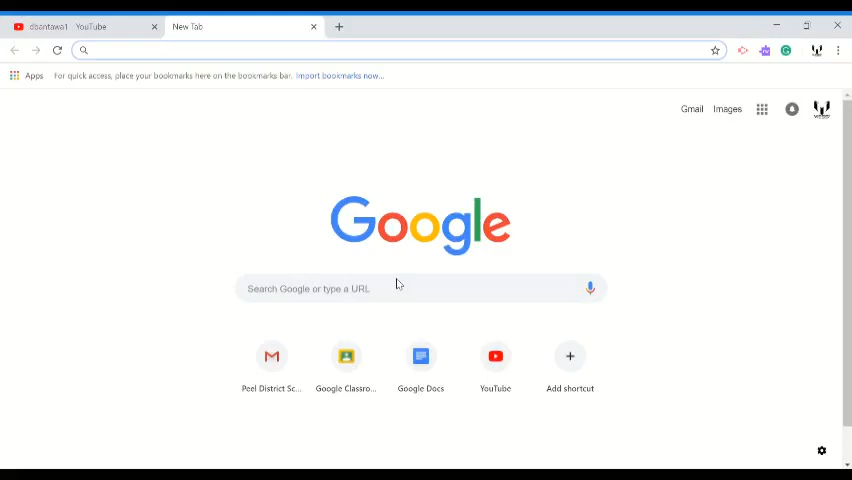 dbantawa1 YouTube
New Tab
Apps
For quick access, place your bookmarks here on the bookmarks bar. Import bookmarks now...
Gmail
Images
Google
Search Google or type a URL
Peel District Sc...
Google Classro...
Google Docs
YouTube
Add shortcut